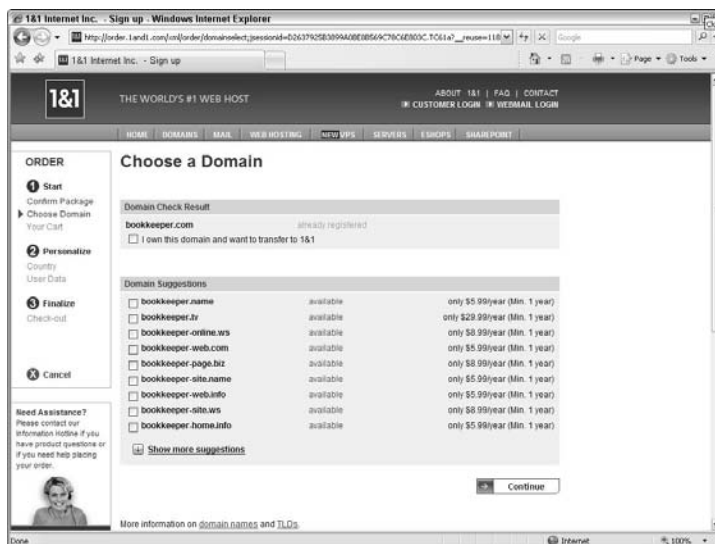 1&1 Internet Inc. - Sign up - Windows Internet Explorer
Google
1&1 Internet Inc. - Sign up
Page
Tools
1&1
THE WORLD'S #1 WEB HOST
ABOUT 1&1 | FAQ | CONTACT
CUSTOMER LOGIN WEBMAIL LOGIN
HOME DOMAINS MAIL WEB HOSTING NEW VPS SERVERS ESHOPS SHAREPOINT
ORDER
1 Start
Confirm Package
Choose Domain
Your Cart
2 Personalize
Country
User Data
3 Finalize
Check-out
Cancel
Need Assistance?
Please contact our
Information Hotline if you
have product questions or
if you need help placing
your order.
Choose a Domain
Domain Check Result
bookkeeper.com already registered
I own this domain and want to transfer to 1&1
Domain Suggestions
bookkeeper.name available only $5.99/year (Min. 1 year)
bookkeeper.tv available only $29.99/year (Min. 1 year)
bookkeeper-online.ws available only $8.99/year (Min. 1 year)
bookkeeper-web.com available only $5.99/year (Min. 1 year)
bookkeeper-page.biz available only $8.99/year (Min. 1 year)
bookkeeper-site.name available only $5.99/year (Min. 1 year)
bookkeeper-web.info available only $5.99/year (Min. 1 year)
bookkeeper-site.ws available only $8.99/year (Min. 1 year)
bookkeeper-home.info available only $5.99/year (Min. 1 year)
Show more suggestions
Continue
More information on domain names and TLDs.
Done
Internet
100%